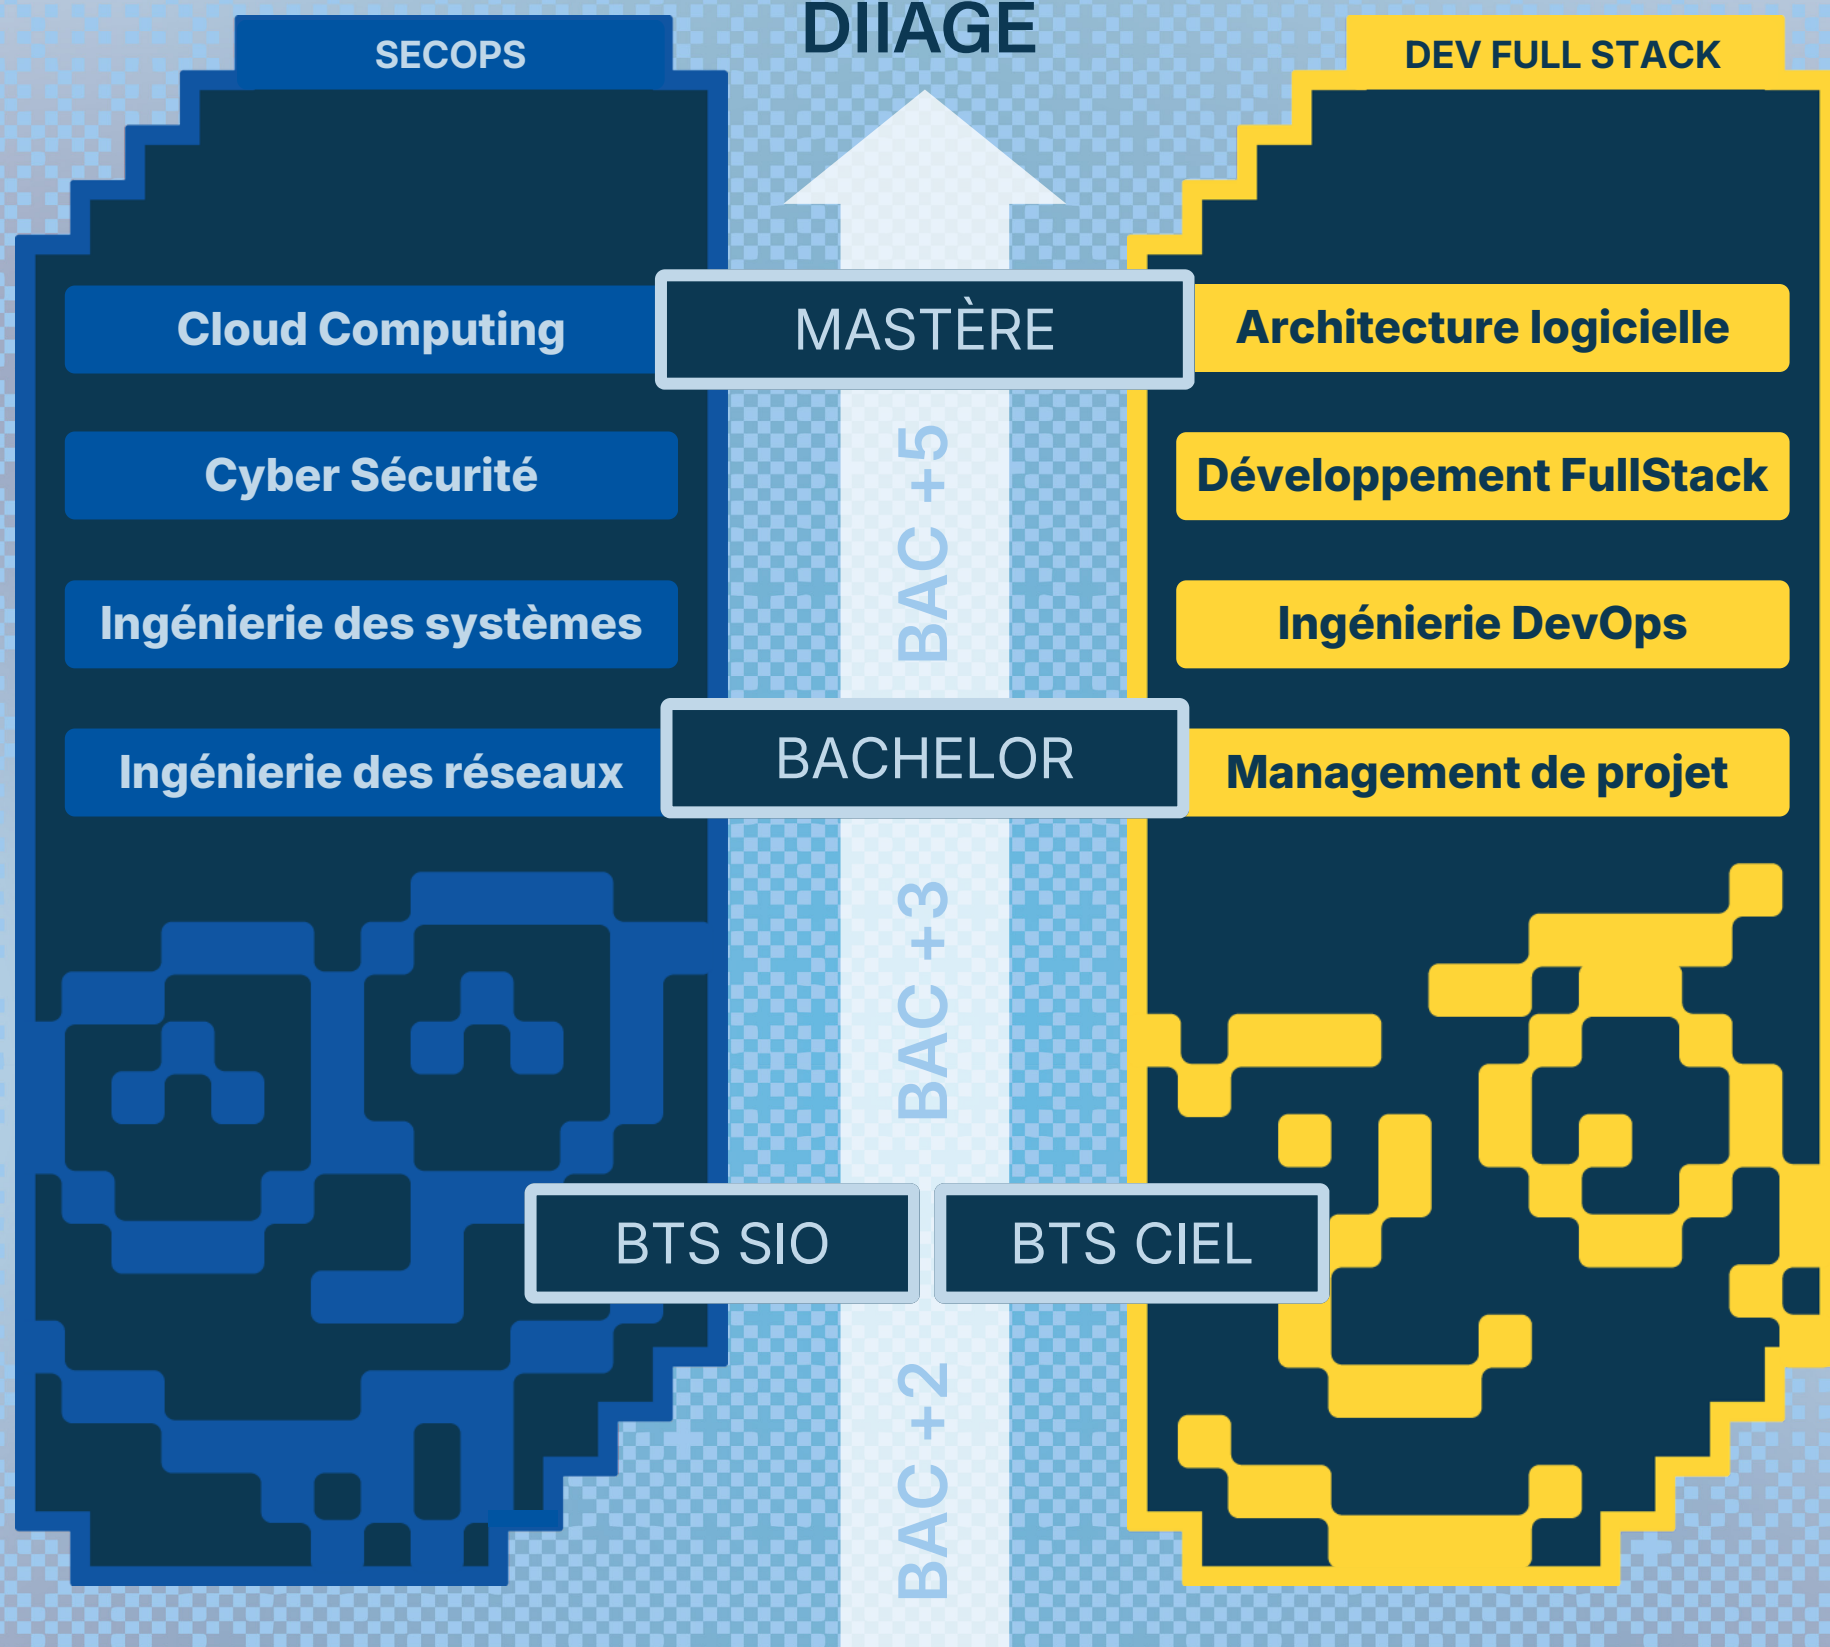 DIIAGE
SECOPS
Cloud Computing
Cyber Sécurité
Ingénierie des systèmes
Ingénierie des réseaux
MASTÈRE
BAC +5
BACHELOR
BAC +3
BTS SIO
BTS CIEL
BAC +2
DEV FULL STACK
Architecture logicielle
Développement FullStack
Ingénierie DevOps
Management de projet